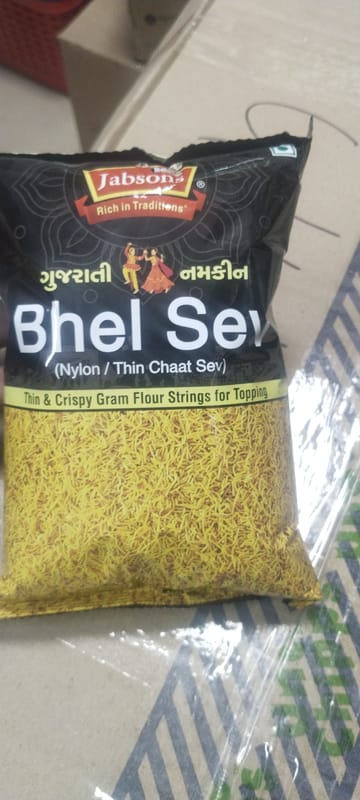 Jabsons®
Rich in Traditions®
ગુજરાતી નમકીન
Bhel Sev
(Nylon / Thin Chaat Sev)
Thin & Crispy Gram Flour Strings for Topping